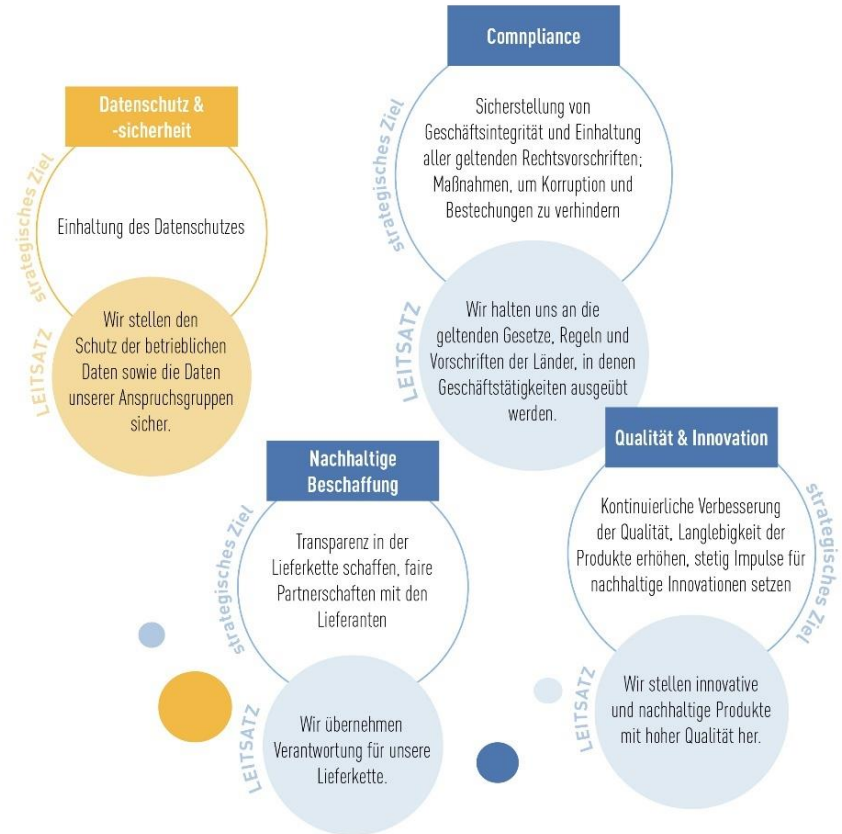 Datenschutz &
-sicherheit
strategisches Ziel
Einhaltung des Datenschutzes
LEITSATZ
Wir stellen den
Schutz der betrieblichen
Daten sowie die Daten
unserer Anspruchsgruppen
sicher.
Comnpliance
strategisches Ziel
Sicherstellung von
Geschäftsintegrität und Einhaltung
aller geltenden Rechtsvorschriften;
Maßnahmen, um Korruption und
Bestechungen zu verhindern
LEITSATZ
Wir halten uns an die
geltenden Gesetze, Regeln und
Vorschriften der Länder, in denen
Geschäftstätigkeiten ausgeübt
werden.
Nachhaltige
Beschaffung
strategisches Ziel
Transparenz in der
Lieferkette schaffen, faire
Partnerschaften mit den
Lieferanten
LEITSATZ
Wir übernehmen
Verantwortung für unsere
Lieferkette.
Qualität & Innovation
strategisches Ziel
Kontinuierliche Verbesserung
der Qualität, Langlebigkeit der
Produkte erhöhen, stetig Impulse für
nachhaltige Innovationen setzen
LEITSATZ
Wir stellen innovative
und nachhaltige Produkte
mit hoher Qualität her.